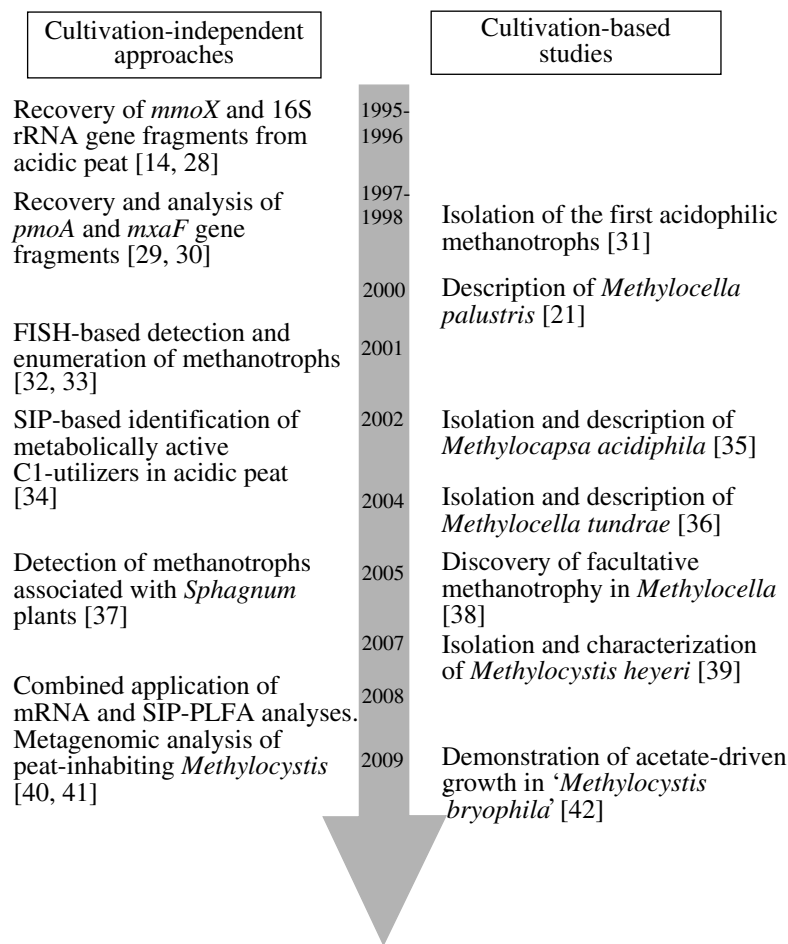 Cultivation-independent
approaches
Cultivation-based
studies
Recovery of mmoX and 16S
rRNA gene fragments from
acidic peat [14, 28]
1995-
1996
Recovery and analysis of
pmoA and mxaF gene
fragments [29, 30]
1997-
1998
Isolation of the first acidophilic
methanotrophs [31]
2000
Description of Methylocella
palustris [21]
FISH-based detection and
enumeration of methanotrophs
[32, 33]
2001
SIP-based identification of
metabolically active
C1-utilizers in acidic peat
[34]
2002
Isolation and description of
Methylocapsa acidiphila [35]
2004
Isolation and description of
Methylocella tundrae [36]
Detection of methanotrophs
associated with Sphagnum
plants [37]
2005
Discovery of facultative
methanotrophy in Methylocella
[38]
2007
Isolation and characterization
of Methylocystis heyeri [39]
Combined application of
mRNA and SIP-PLFA analyses.
Metagenomic analysis of
peat-inhabiting Methylocystis
[40, 41]
2008
2009
Demonstration of acetate-driven
growth in ‘Methylocystis
bryophila’ [42]